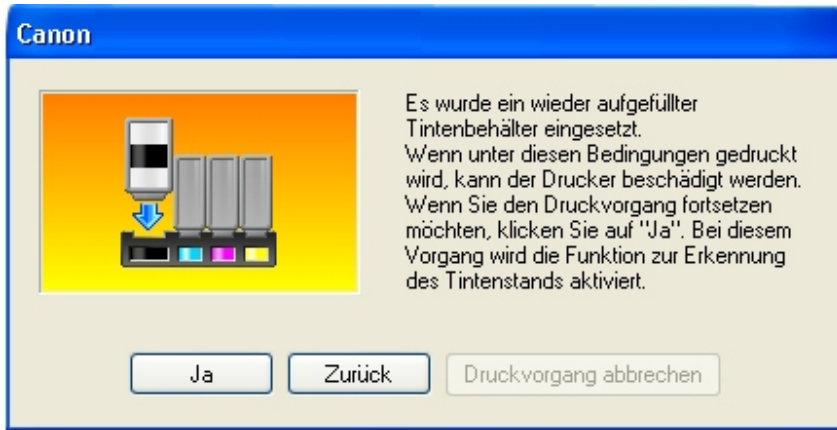 Canon
Es wurde ein wieder aufgefüllter
Tintenbehälter eingesetzt.
Wenn unter diesen Bedingungen gedruckt
wird, kann der Drucker beschädigt werden.
Wenn Sie den Druckvorgang fortsetzen
möchten, klicken Sie auf "Ja". Bei diesem
Vorgang wird die Funktion zur Erkennung
des Tintenstands aktiviert.
Ja
Zurück
Druckvorgang abbrechen